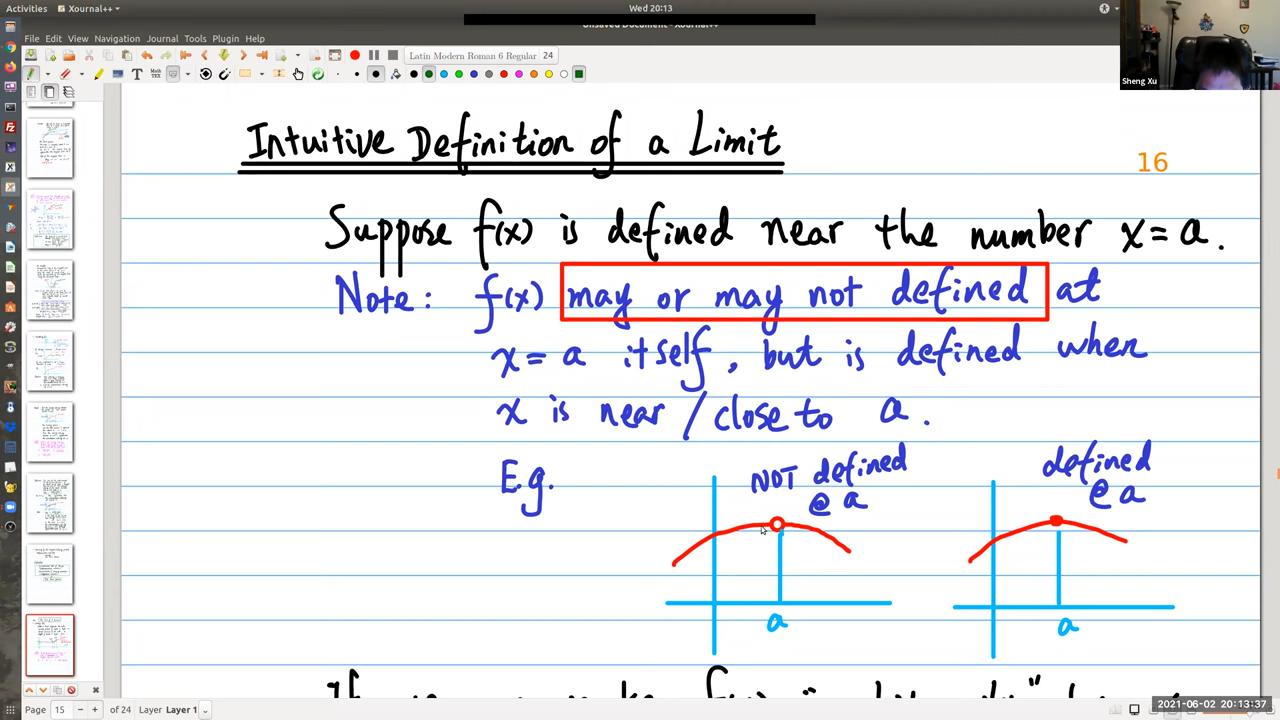 Activities
Xournal++
Wed 20:13
Unsaved Document - Xournal++
File Edit View Navigation Journal Tools Plugin Help
Latin Modern Roman 6 Regular 24
Sheng Xu
Intuitive Definition of a Limit
16
Suppose f(x) is defined near the number x = a.
Note: f(x) may or may not defined at
x = a itself, but is defined when
x is near / close to a.
E.g.
NOT defined
@ a
defined
@ a
a
a
Page 15 of 24 Layer Layer 1
2021-06-02 20:13:37